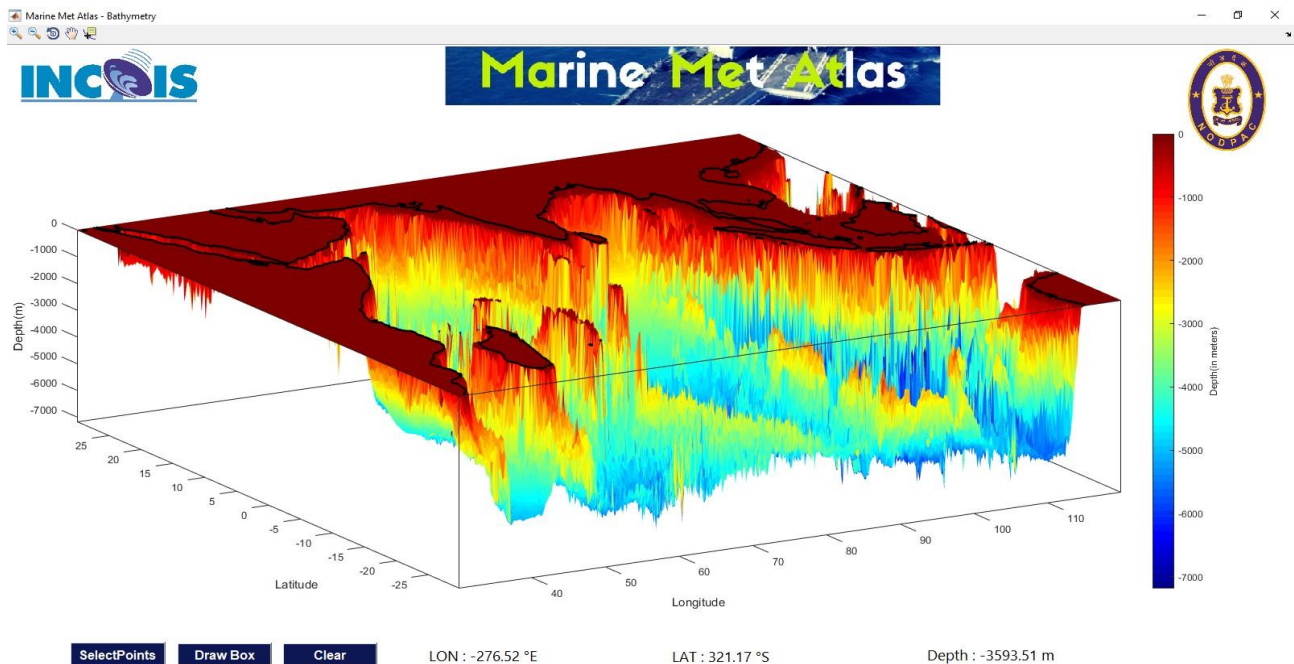 Marine Met Atlas - Bathymetry
INCOIS
Marine Met Atlas
NODPAC
0
-1000
-2000
-3000
-4000
-5000
-6000
-7000
Depth(m)
25
20
15
10
5
0
-5
-10
-15
-20
-25
Latitude
40
50
60
70
80
90
100
110
Longitude
0
-1000
-2000
-3000
-4000
-5000
-6000
-7000
Depth(in meters)
SelectPoints
Draw Box
Clear
LON : -276.52 °E
LAT : 321.17 °S
Depth : -3593.51 m